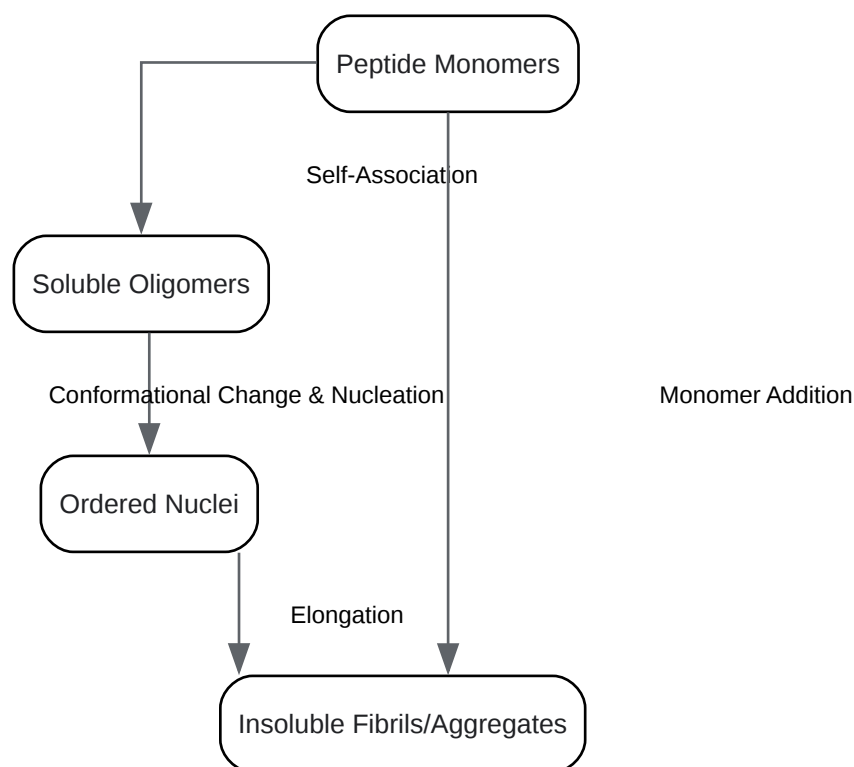 Peptide Monomers
Self-Association
Soluble Oligomers
Conformational Change & Nucleation
Monomer Addition
Ordered Nuclei
Elongation
Insoluble Fibrils/Aggregates